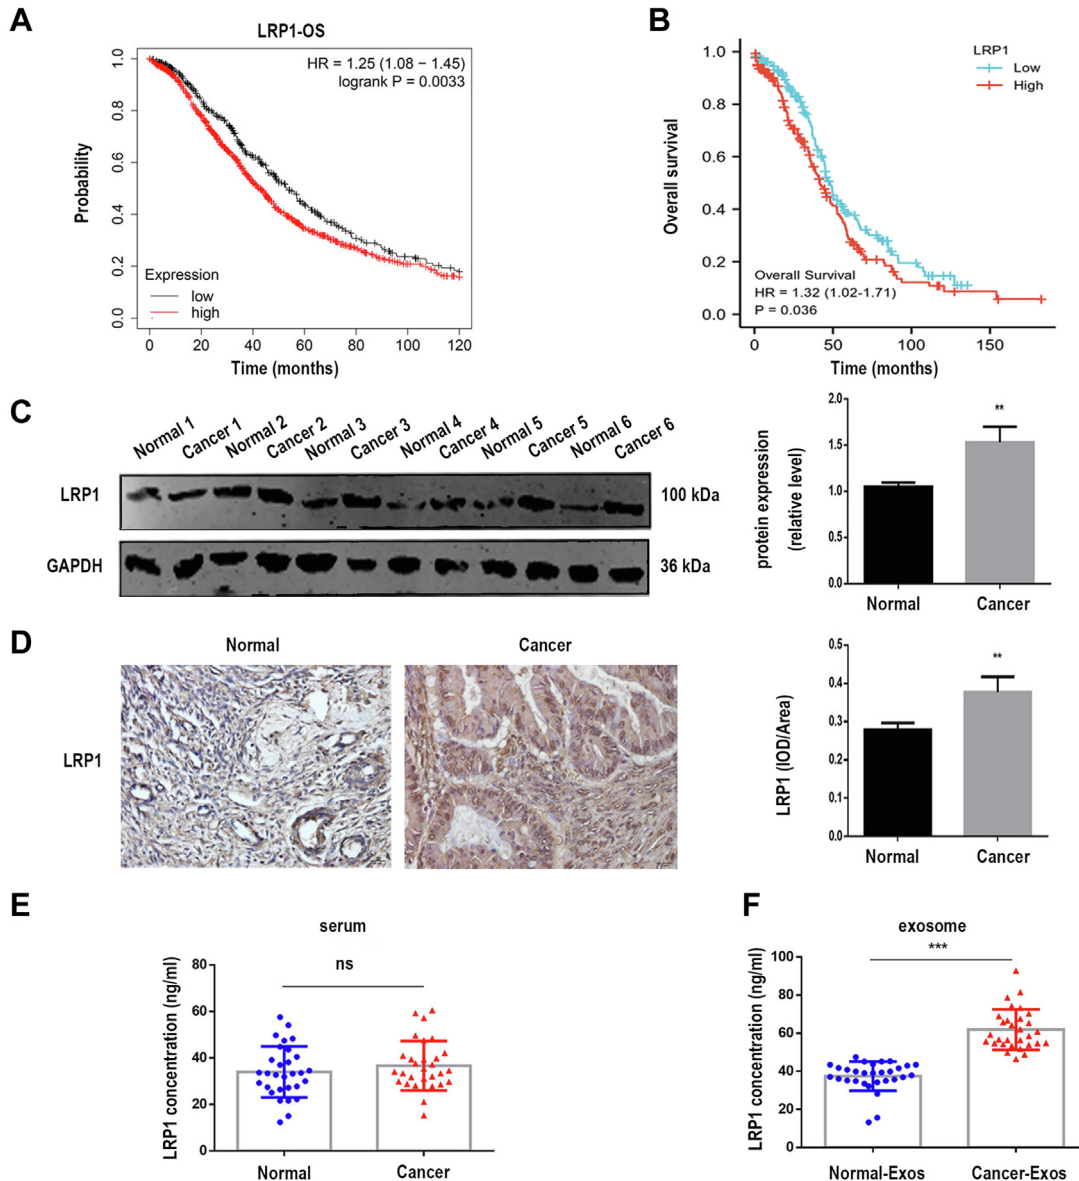 A
LRP1-OS
HR = 1.25 (1.08 − 1.45)
logrank P = 0.0033
Probability
1.0
0.8
0.6
0.4
0.2
0.0
Expression
low
high
0 20 40 60 80 100 120
Time (months)
B
LRP1
Low
High
Overall survival
1.0
0.8
0.6
0.4
0.2
0.0
Overall Survival
HR = 1.32 (1.02-1.71)
P = 0.036
0 50 100 150
Time (months)
C
Normal 1 Cancer 1 Normal 2 Cancer 2 Normal 3 Cancer 3 Normal 4 Cancer 4 Normal 5 Cancer 5 Normal 6 Cancer 6
LRP1 100 kDa
GAPDH 36 kDa
protein expression
(relative level)
2.0
1.5
1.0
0.5
0.0
**
Normal Cancer
D
Normal Cancer
LRP1
LRP1 (IOD/Area)
0.5
0.4
0.3
0.2
0.1
0.0
**
Normal Cancer
E
serum
ns
LRP1 concentration (ng/ml)
80
60
40
20
0
Normal Cancer
F
exosome
***
LRP1 concentration (ng/ml)
100
80
60
40
20
0
Normal-Exos Cancer-Exos